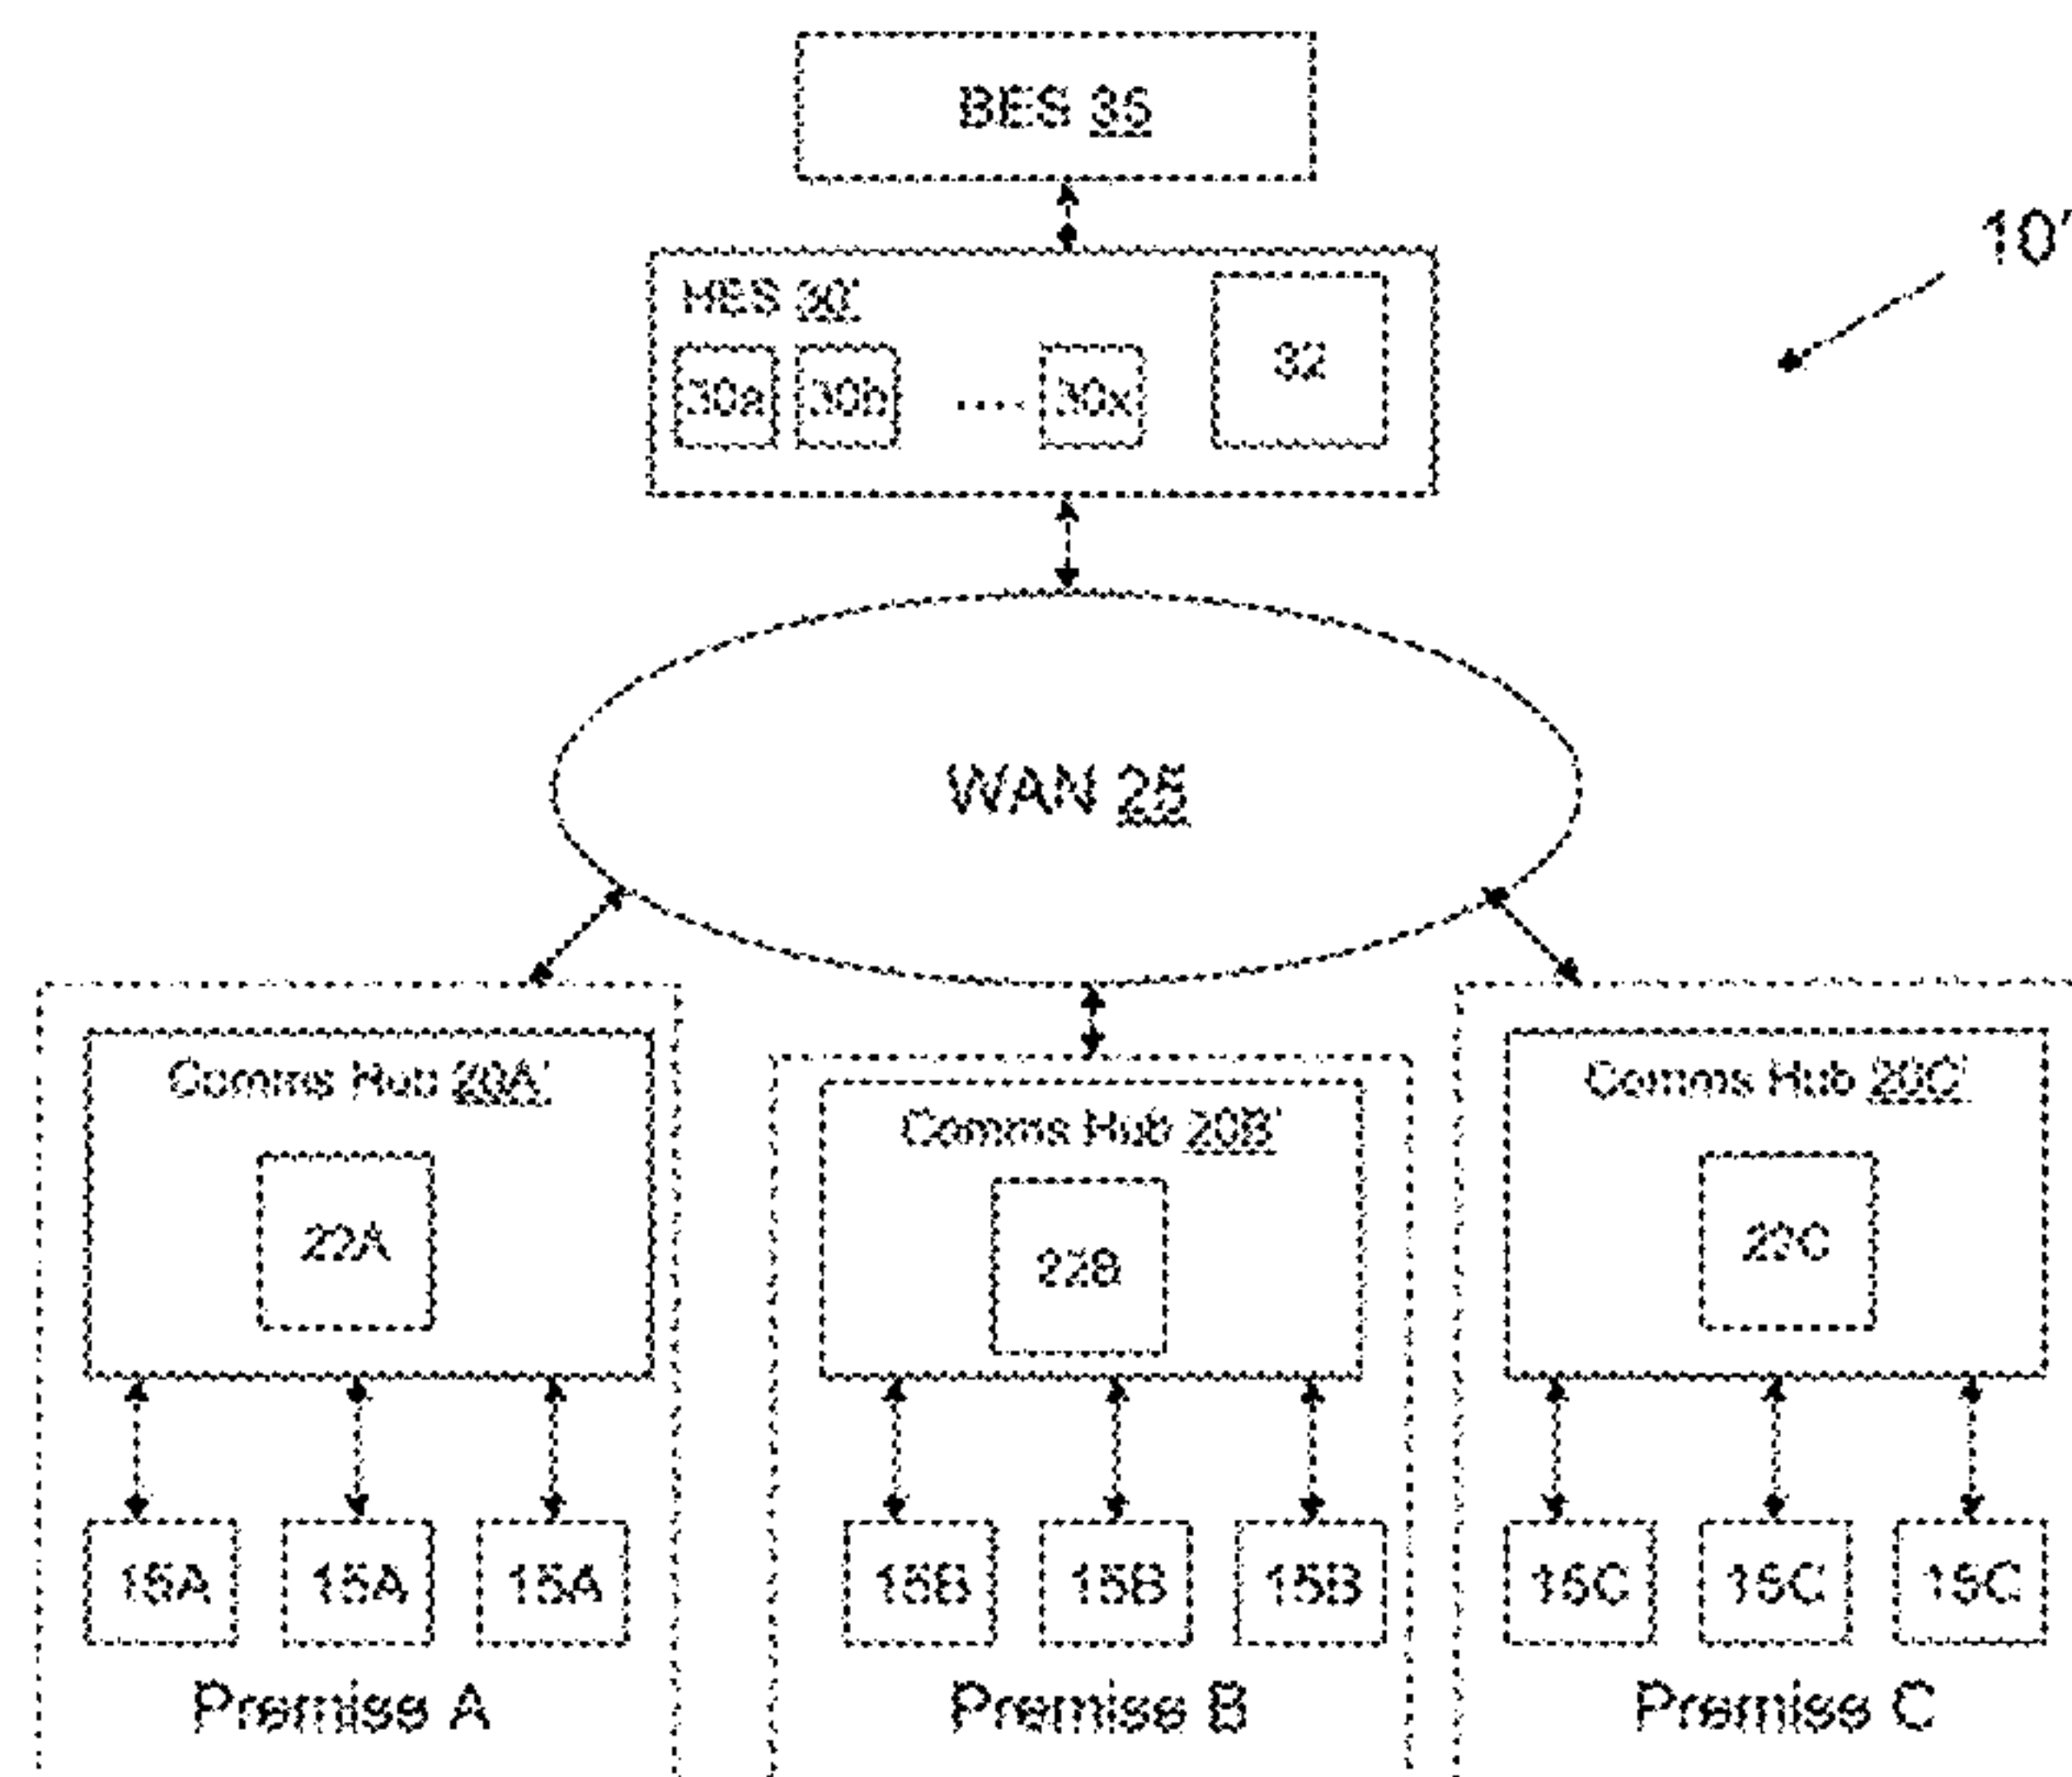 BES 35
10'
HES 30'
32
30a 30b .... 30x
WAN 25
Comms Hub 20A'
Comms Hub 20B'
Comms Hub 20C'
22A
22B
22C
15A 15A 15A
15B 15B 15B
15C 15C 15C
Premise A
Premise B
Premise C